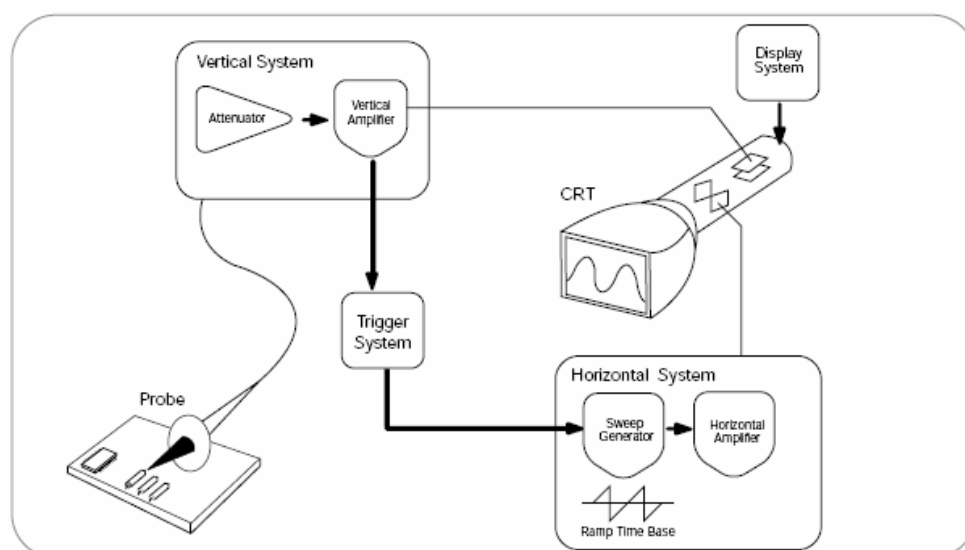 Vertical System
Attenuator
Vertical
Amplifier
Display
System
CRT
Trigger
System
Probe
Horizontal System
Sweep
Generator
Horizontal
Amplifier
Ramp Time Base